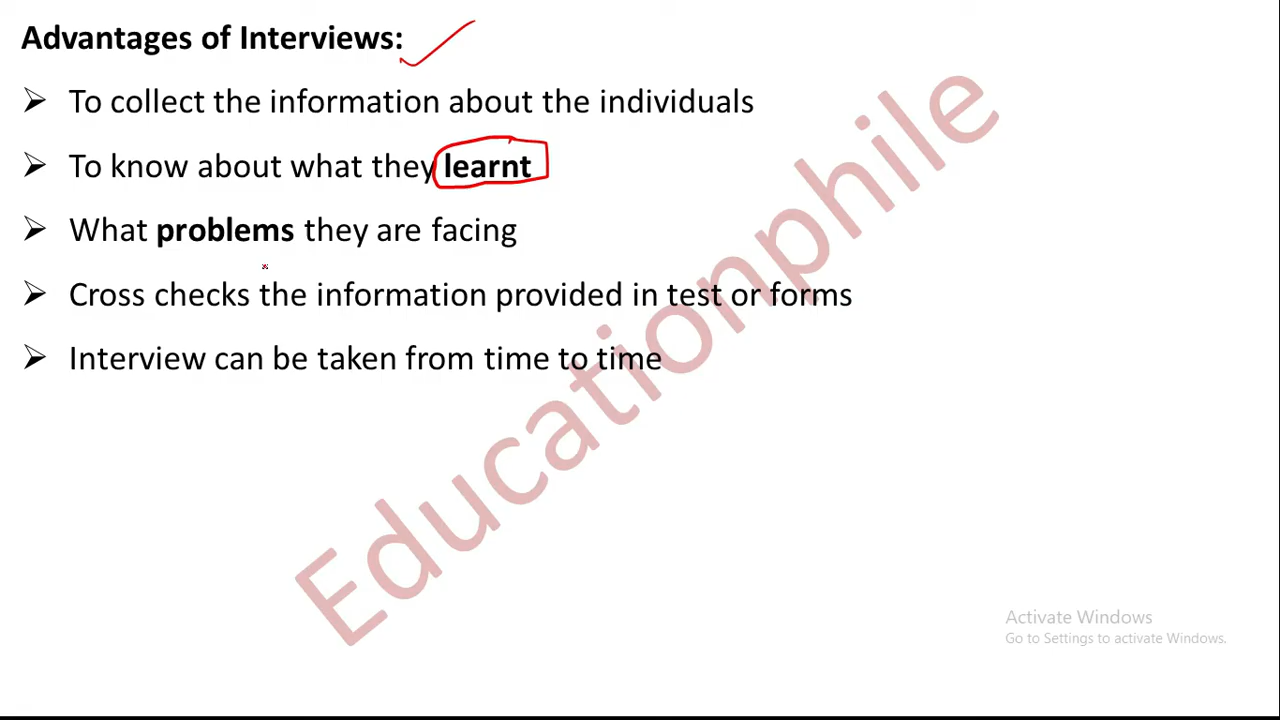 Advantages of Interviews:
➢ To collect the information about the individuals
➢ To know about what they learnt
➢ What problems they are facing
➢ Cross checks the information provided in test or forms
➢ Interview can be taken from time to time
Educationphile
Activate Windows
Go to Settings to activate Windows.